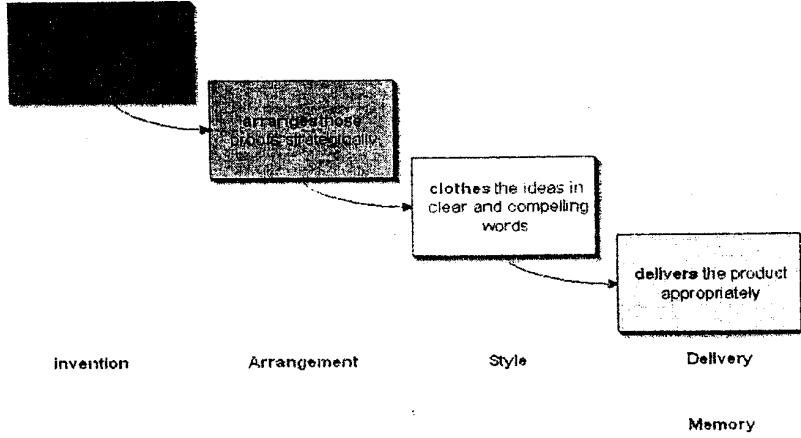 arranges those
proofs strategically
clothes the ideas in
clear and compelling
words
delivers the product
appropriately
invention
Arrangement
Style
Delivery
Memory